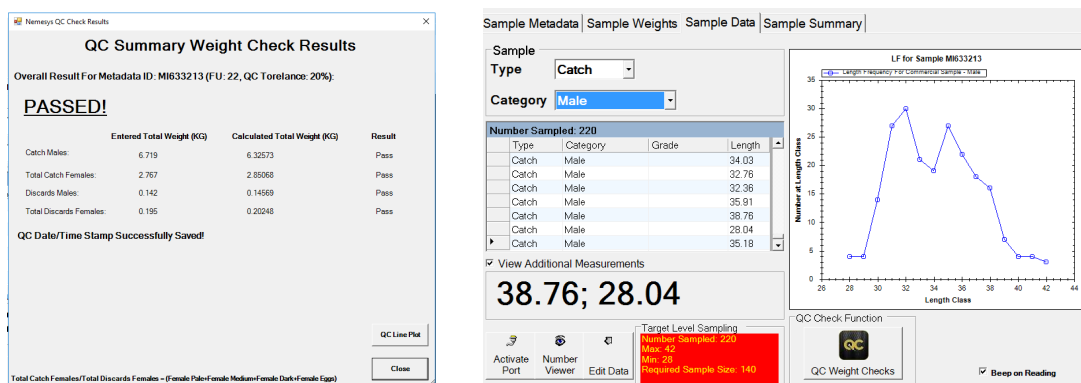 Nemesys QC Check Results
QC Summary Weight Check Results
Overall Result For Metadata ID: MI633213 (FU: 22, QC Torelance: 20%):
PASSED!
Entered Total Weight (KG) Calculated Total Weight (KG) Result
Catch Males: 6.719 6.32573 Pass
Total Catch Females: 2.767 2.85068 Pass
Discards Males: 0.142 0.14569 Pass
Total Discards Females: 0.195 0.20248 Pass
QC Date/Time Stamp Successfully Saved!
QC Line Plot
Close
Total Catch Females/Total Discards Females = (Female Pale+Female Medium+Female Dark+Female Eggs)
Sample Metadata Sample Weights Sample Data Sample Summary
Sample
Type Catch
Category Male
Number Sampled: 220
Type Category Grade Length
Catch Male 34.03
Catch Male 32.76
Catch Male 32.36
Catch Male 35.91
Catch Male 38.76
Catch Male 28.04
Catch Male 35.18
View Additional Measurements
38.76; 28.04
Activate Port
Number Viewer
Edit Data
Target Level Sampling
Number Sampled: 220
Max: 42
Min: 28
Required Sample Size: 140
LF for Sample MI633213
Length Frequency For Commercial Sample - Male
Number at Length Class
35
30
25
20
15
10
5
0
26 28 30 32 34 36 38 40 42 44
Length Class
QC Check Function
QC
QC Weight Checks
Beep on Reading